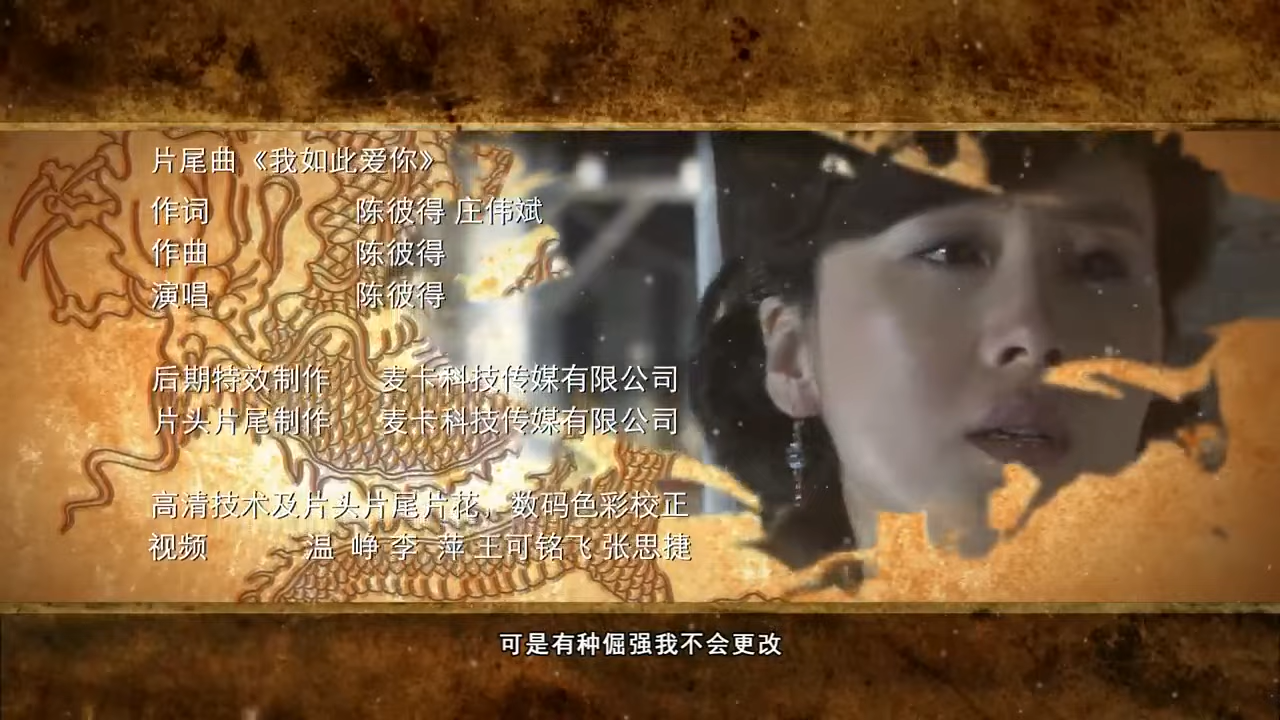 片尾曲《我如此爱你》
作词 陈彼得 庄伟斌
作曲 陈彼得
演唱 陈彼得
后期特效制作 麦卡科技传媒有限公司
片头片尾制作 麦卡科技传媒有限公司
高清技术及片头片尾片花，数码色彩校正
视频 温 峥 李 萍 王可铭飞 张思捷
可是有种倔强我不会更改